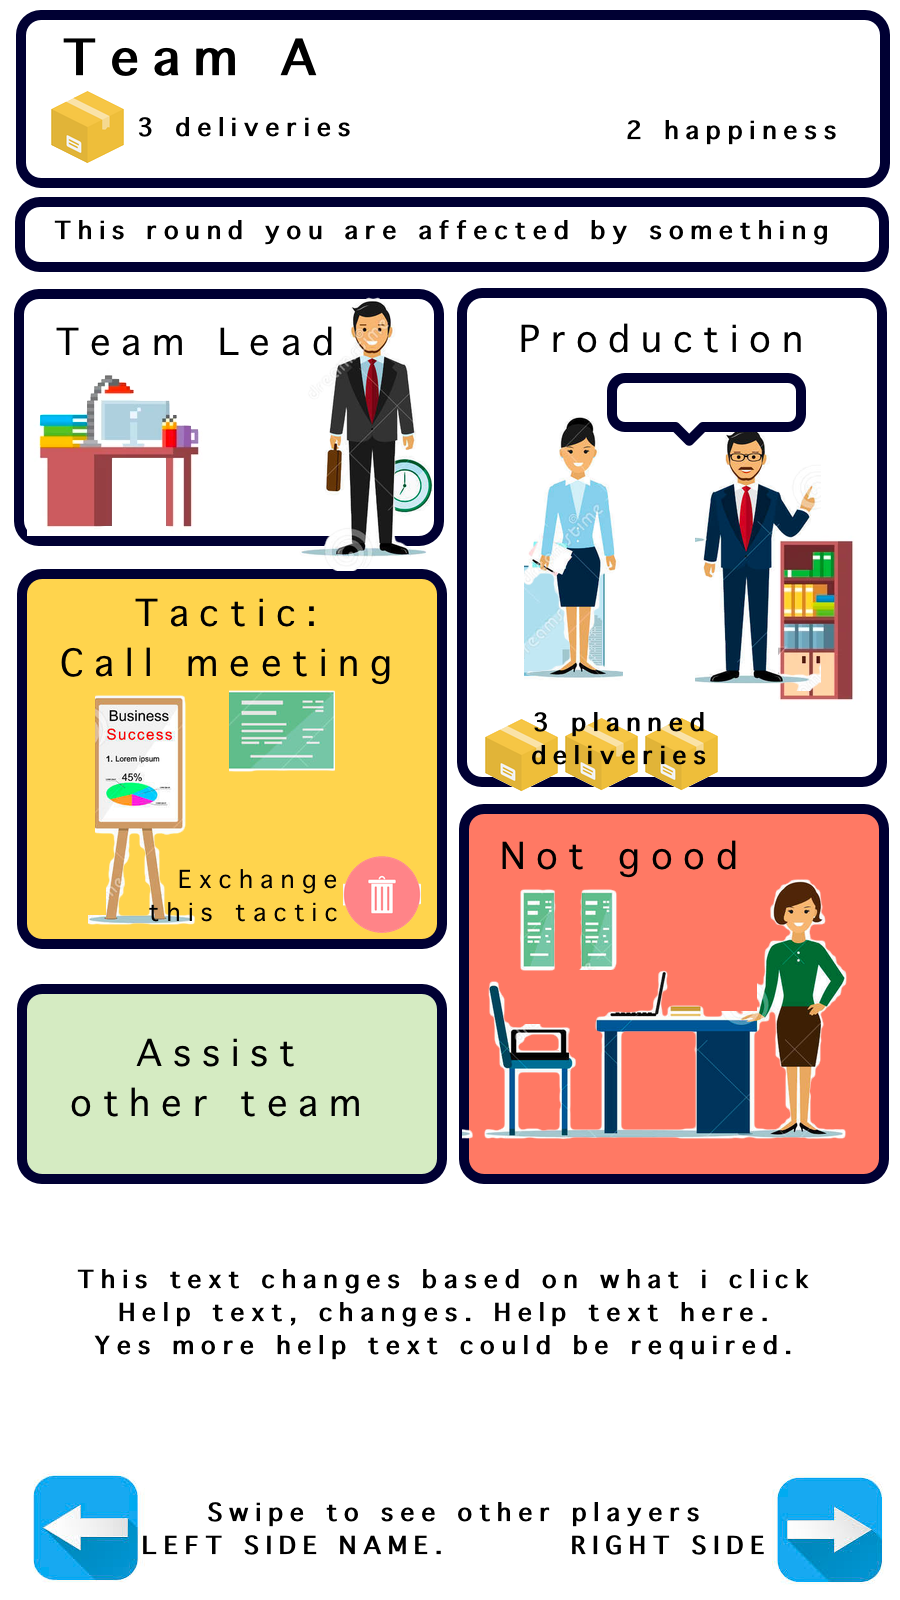 Team A
3 deliveries
2 happiness
This round you are affected by something
Team Lead
Production
Tactic:
Call meeting
Business
Success
1. Lorem ipsum
45%
Exchange
this tactic
3 planned
deliveries
Not good
Assist
other team
This text changes based on what i click
Help text, changes. Help text here.
Yes more help text could be required.
Swipe to see other players
LEFT SIDE NAME.
RIGHT SIDE